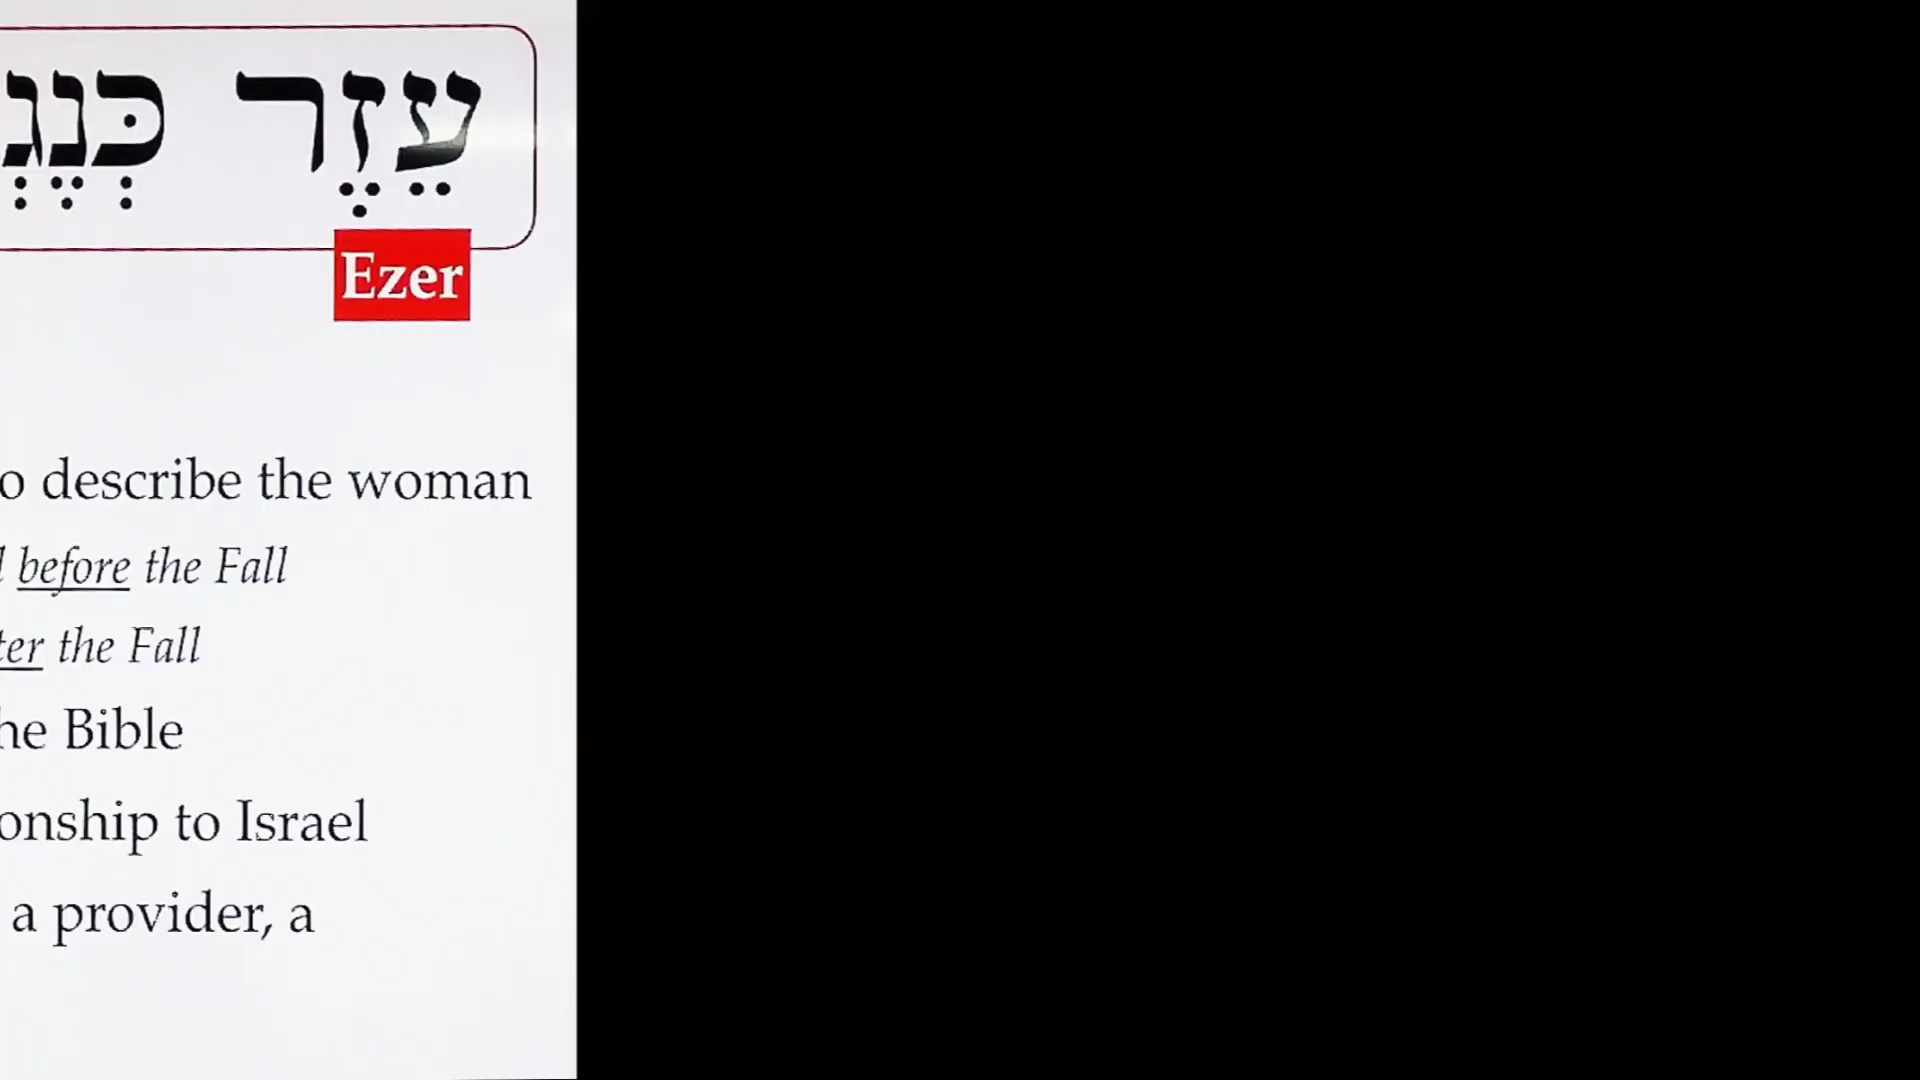 עֵזֶר כְּנֶגְ
Ezer
o describe the woman
before the Fall
ter the Fall
he Bible
onship to Israel
a provider, a